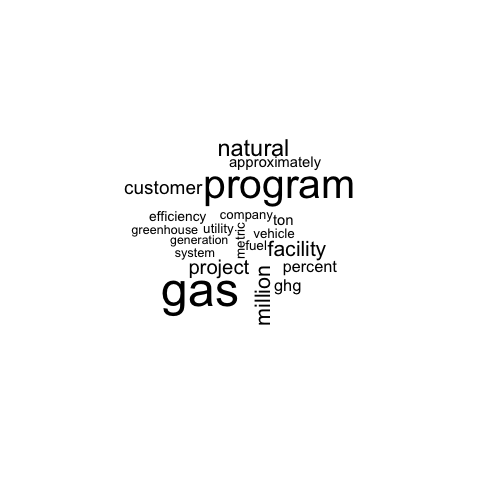 natural
approximately
customer
program
efficiency
company
ton
greenhouse
utility
metric
vehicle
generation
fuel
facility
system
project
percent
gas
million
ghg